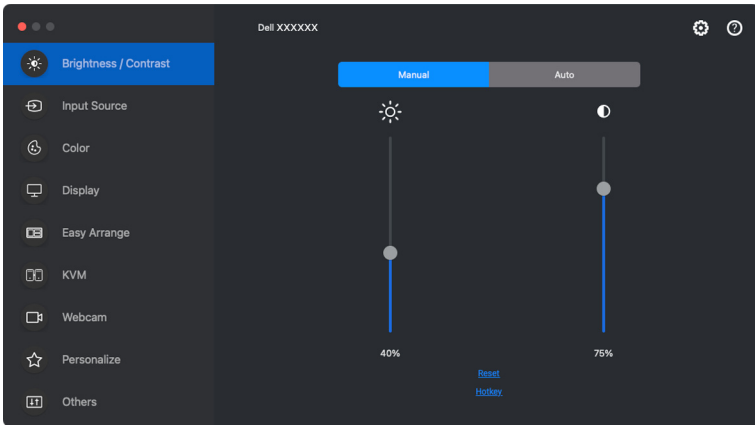 Dell XXXXXX
Brightness / Contrast
Input Source
Color
Display
Easy Arrange
KVM
Webcam
Personalize
Others
Manual
Auto
40%
75%
Reset
Hotkey